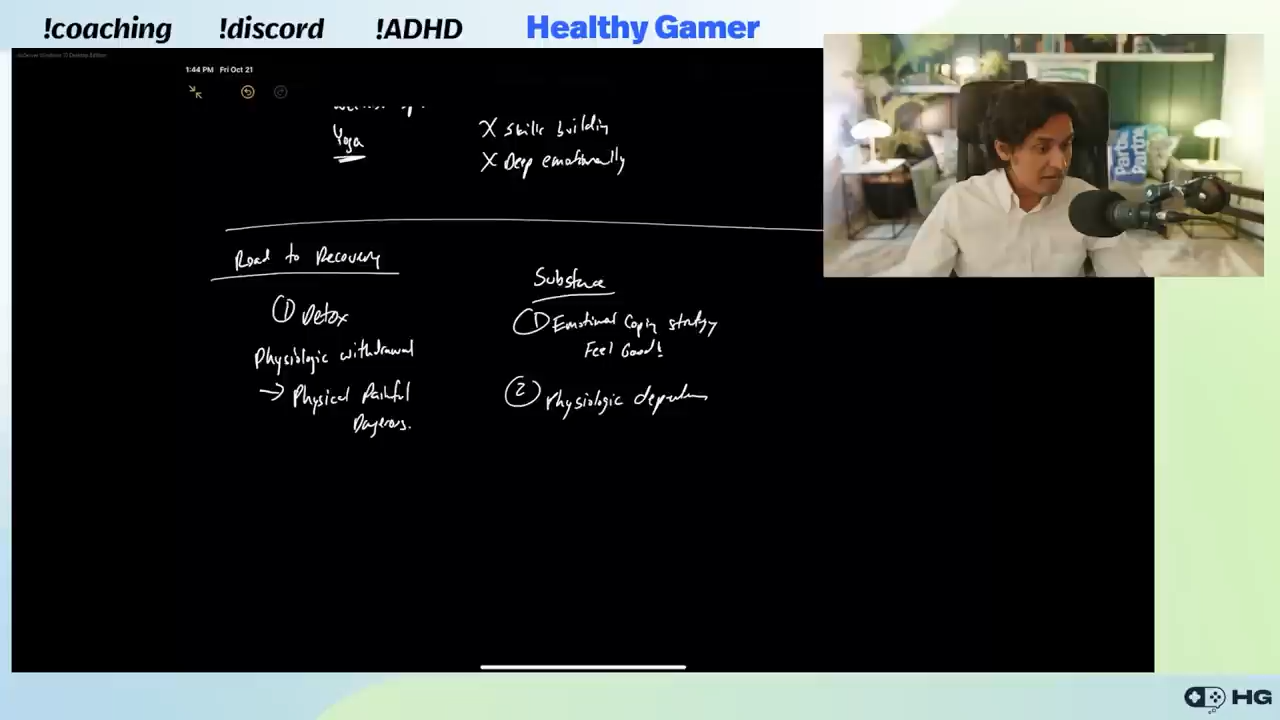 !coaching !discord !ADHD Healthy Gamer
1:44 PM Fri Oct 21
Yoga
X skills building
X Deep emotionally
Road to Recovery
Substance
① Detox
① Emotional Coping strategy
Feel Good!
Physiologic withdrawal
② Physiologic
→ Physical Painful
Dangerous.
HG